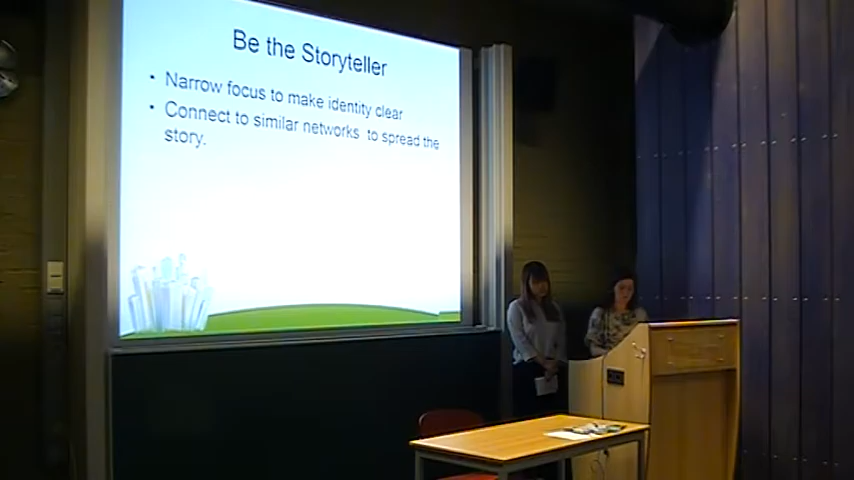 Be the Storyteller
• Narrow focus to make identity clear
• Connect to similar networks to spread the
story.